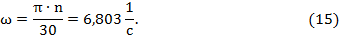 ω = π · n / 30 = 6,803 1/с. (15)